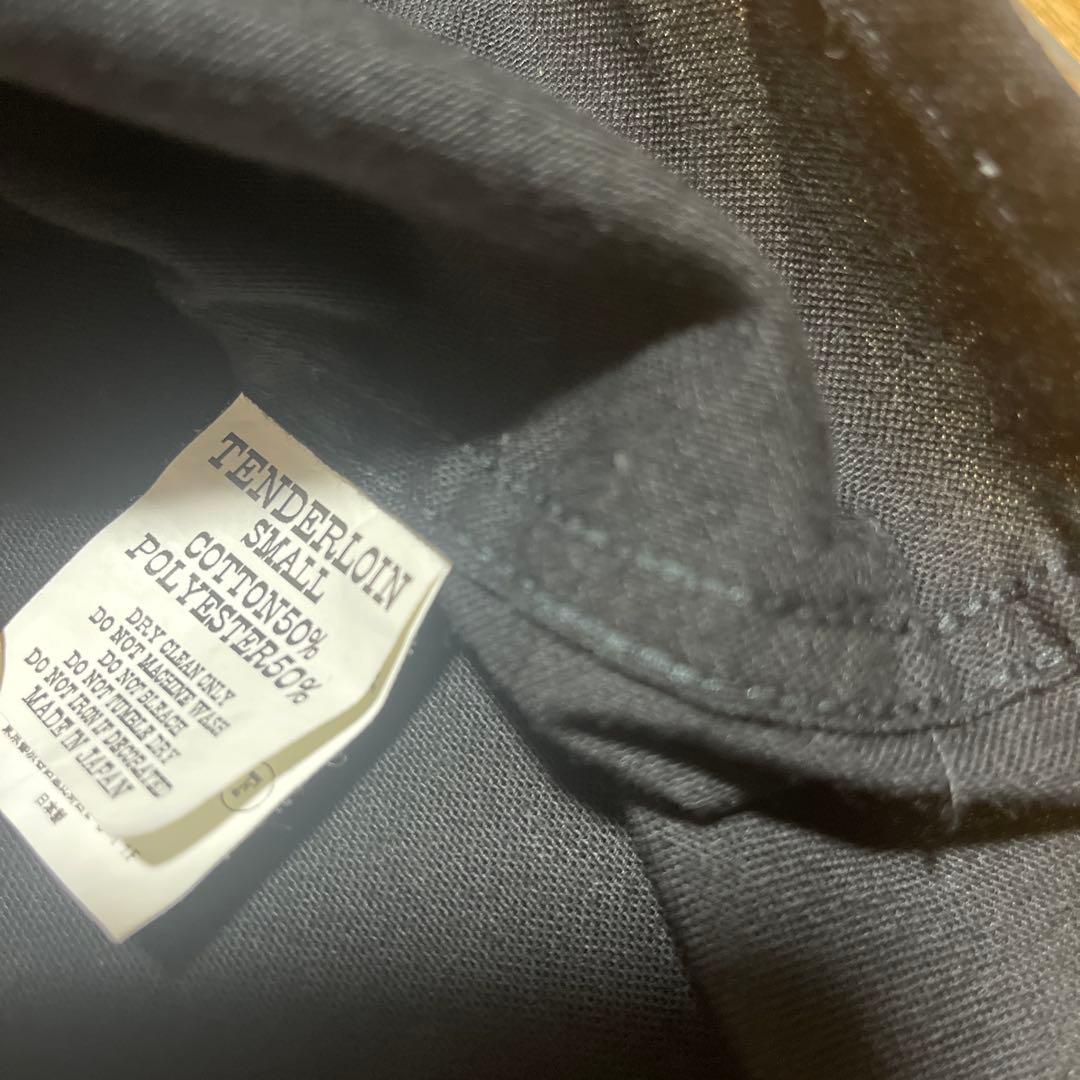 TENDERLOIN
SMALL
COTTON50%
POLYESTER50%
DRY CLEAN ONLY
DO NOT MACHINE WASH
DO NOT BLEACH
DO NOT TUMBLE DRY
DO NOT IRON IF DECORATED
MADE IN JAPAN
日本製